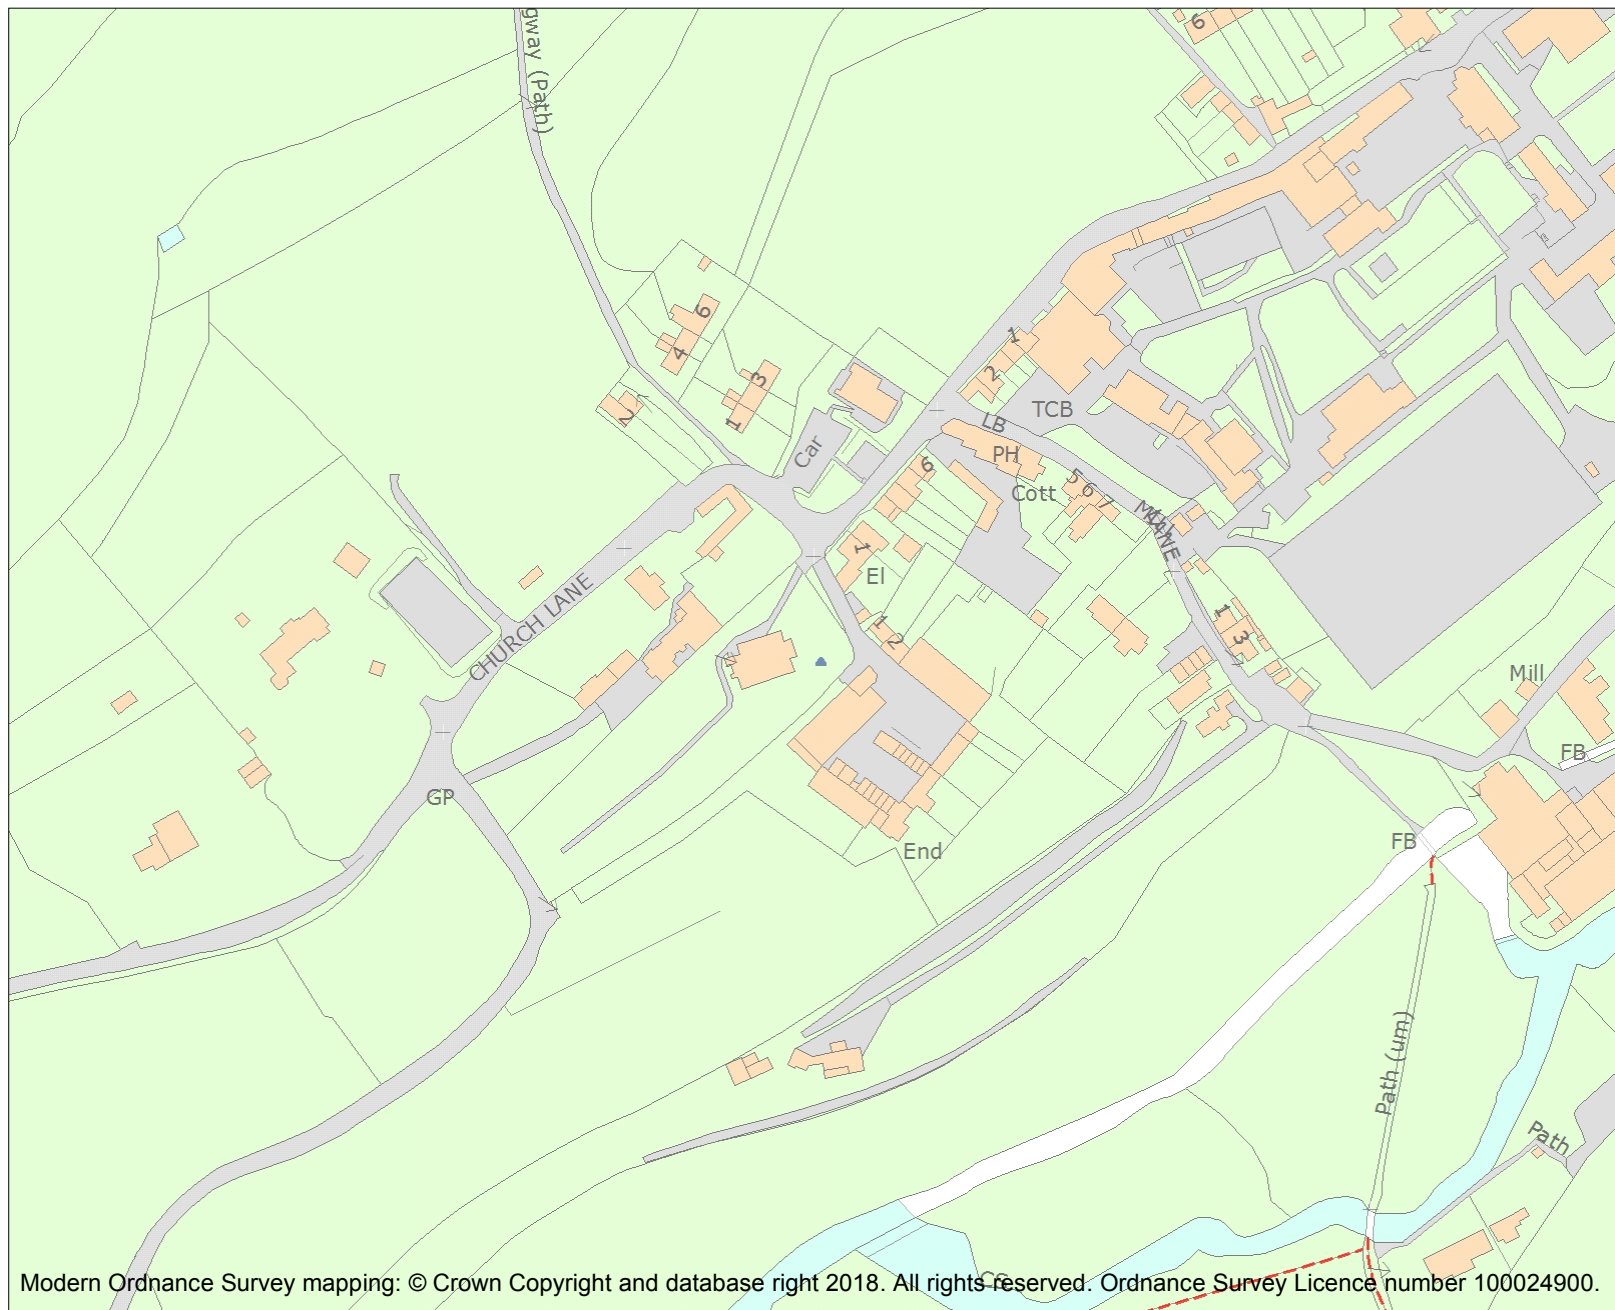 gway (Path)
6
6
4
3
1
2
1
2
Car
LB
TCB
PH
6
Cott
5 6 7
LANE
1
El
CHURCH LANE
1 2
1
3
Mill
FB
GP
FB
End
Path (um)
Path
Modern Ordnance Survey mapping: © Crown Copyright and database right 2018. All rights reserved. Ordnance Survey Licence number 100024900.